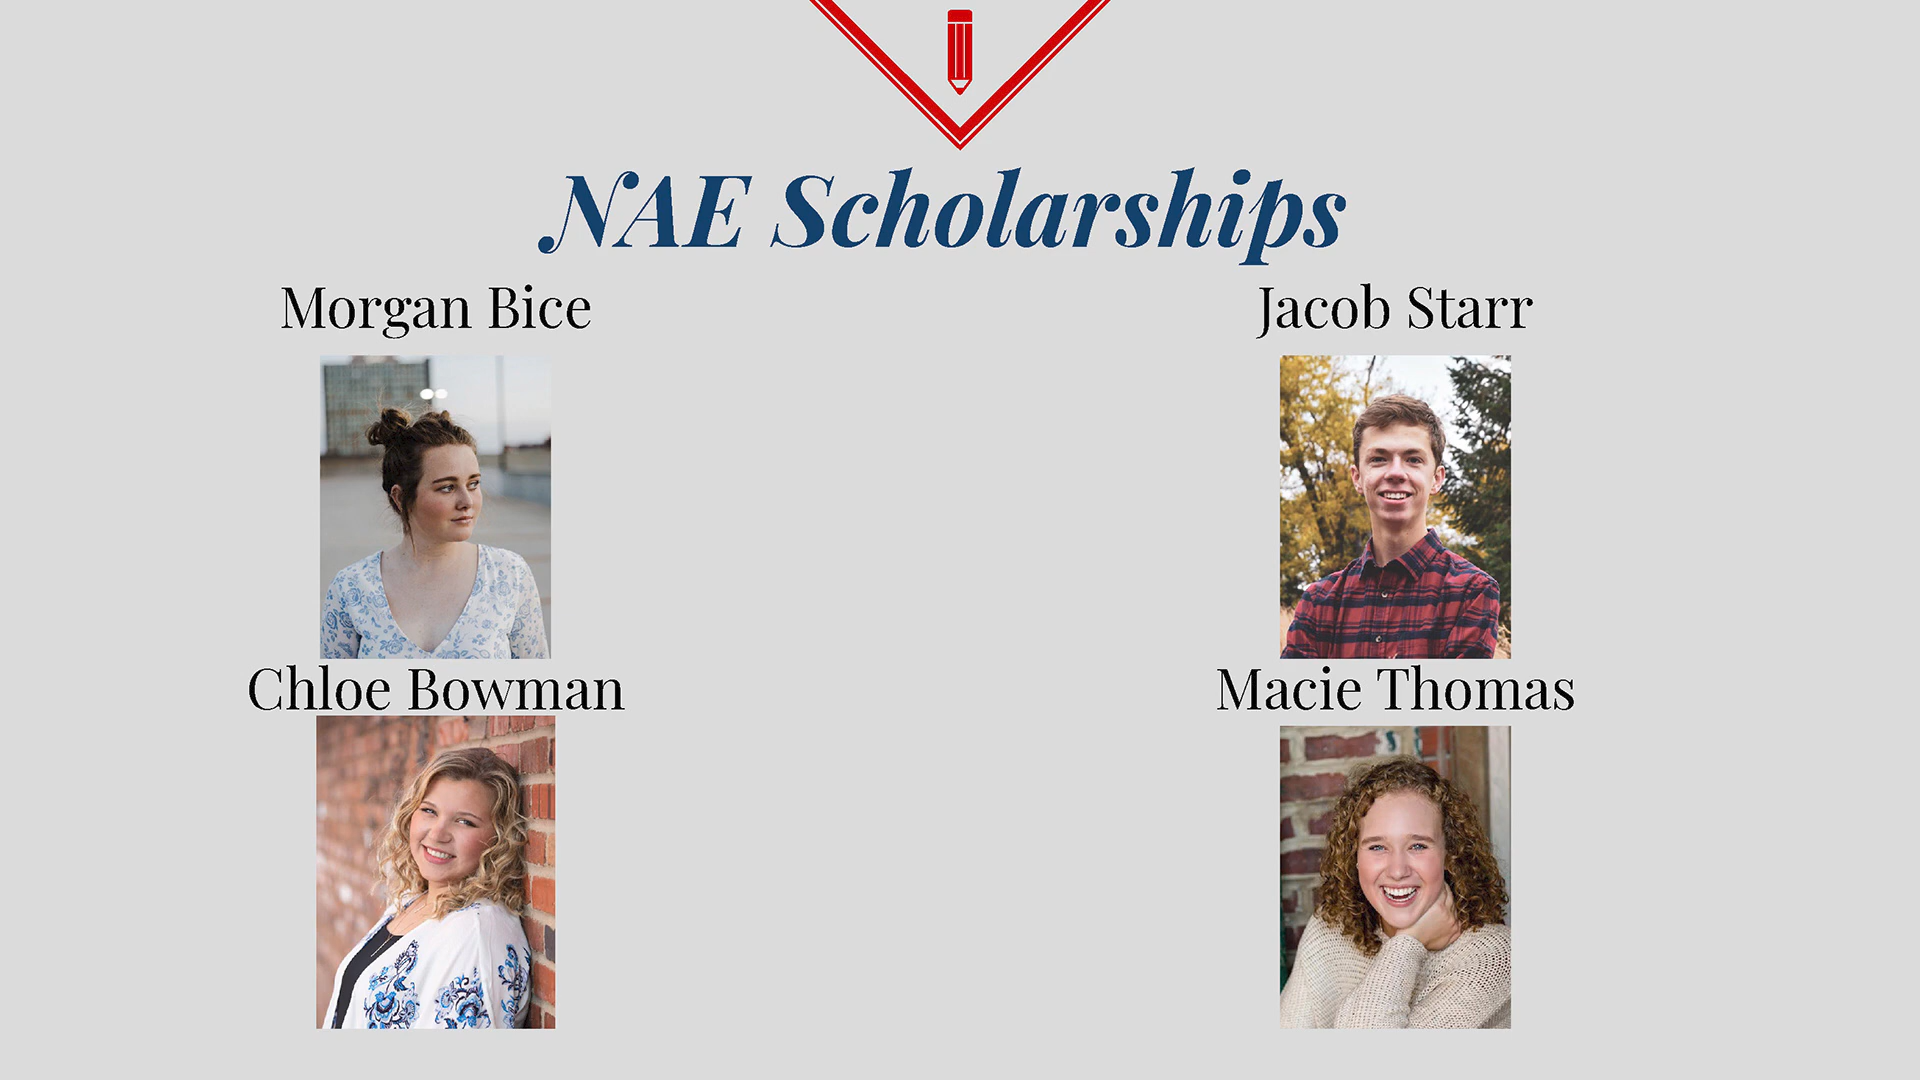 NAE Scholarships
Morgan Bice
Jacob Starr
Chloe Bowman
Macie Thomas